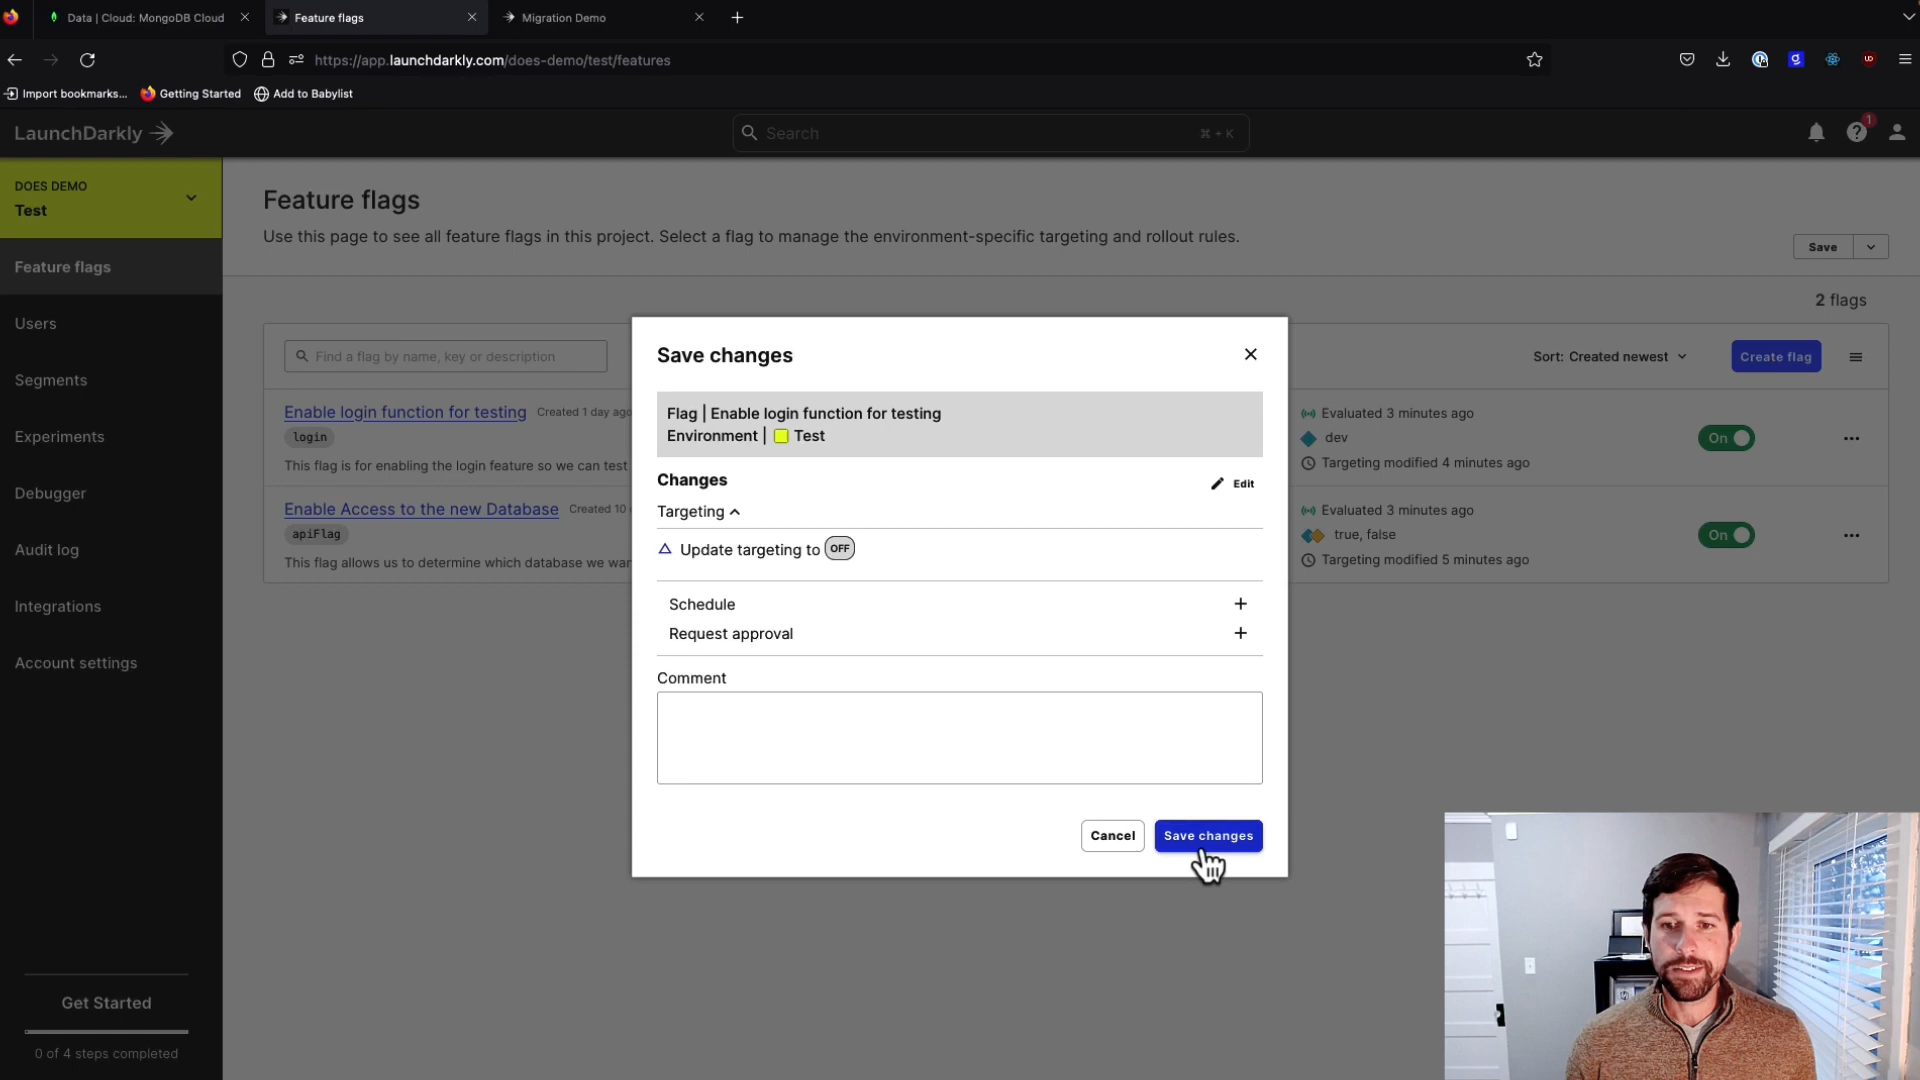 Data | Cloud: MongoDB Cloud
Feature flags
Migration Demo
https://app.launchdarkly.com/does-demo/test/features
Import bookmarks...
Getting Started
Add to Babylist
LaunchDarkly
Search
⌘ + K
1
DOES DEMO
Test
Feature flags
Users
Segments
Experiments
Debugger
Audit log
Integrations
Account settings
Get Started
0 of 4 steps completed
Feature flags
Use this page to see all feature flags in this project. Select a flag to manage the environment-specific targeting and rollout rules.
Save
2 flags
Find a flag by name, key or description
Sort: Created newest
Create flag
Enable login function for testing Created 1 day ago
login
This flag is for enabling the login feature so we can test
Evaluated 3 minutes ago
dev
Targeting modified 4 minutes ago
On
Enable Access to the new Database Created 10
apiFlag
This flag allows us to determine which database we wan
Evaluated 3 minutes ago
true, false
Targeting modified 5 minutes ago
On
Save changes
Flag | Enable login function for testing
Environment | Test
Changes
Edit
Targeting
Update targeting to OFF
Schedule
Request approval
Comment
Cancel
Save changes